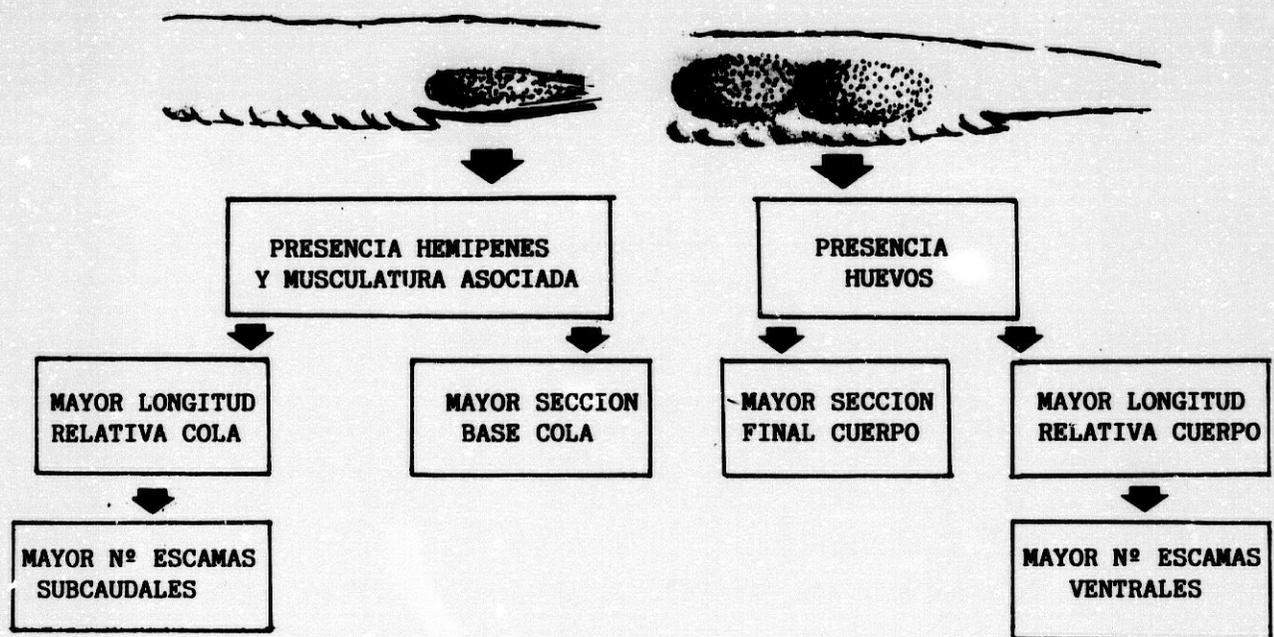 PRESENCIA HEMIPENES
Y MUSCULATURA ASOCIADA
PRESENCIA
HUEVOS
MAYOR LONGITUD
RELATIVA COLA
MAYOR SECCION
BASE COLA
MAYOR SECCION
FINAL CUERPO
MAYOR LONGITUD
RELATIVA CUERPO
MAYOR Nº ESCAMAS
SUBCAUDALES
MAYOR Nº ESCAMAS
VENTRALES